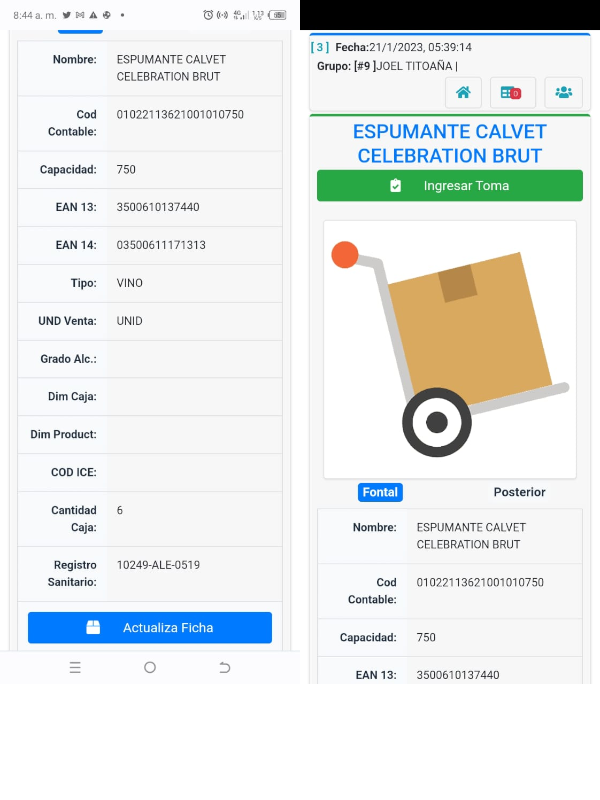 8:44 a. m.
Nombre: ESPUMANTE CALVET
CELEBRATION BRUT
Cod
Contable: 01022113621001010750
Capacidad: 750
EAN 13: 3500610137440
EAN 14: 03500611171313
Tipo: VINO
UND Venta: UNID
Grado Alc.:
Dim Caja:
Dim Product:
COD ICE:
Cantidad
Caja: 6
Registro
Sanitario: 10249-ALE-0519
Actualiza Ficha
[ 3 ] Fecha:21/1/2023, 05:39:14
Grupo: [#9 ]JOEL TITOAÑA |
0
ESPUMANTE CALVET
CELEBRATION BRUT
Ingresar Toma
Fontal Posterior
Nombre: ESPUMANTE CALVET
CELEBRATION BRUT
Cod
Contable: 01022113621001010750
Capacidad: 750
EAN 13: 3500610137440